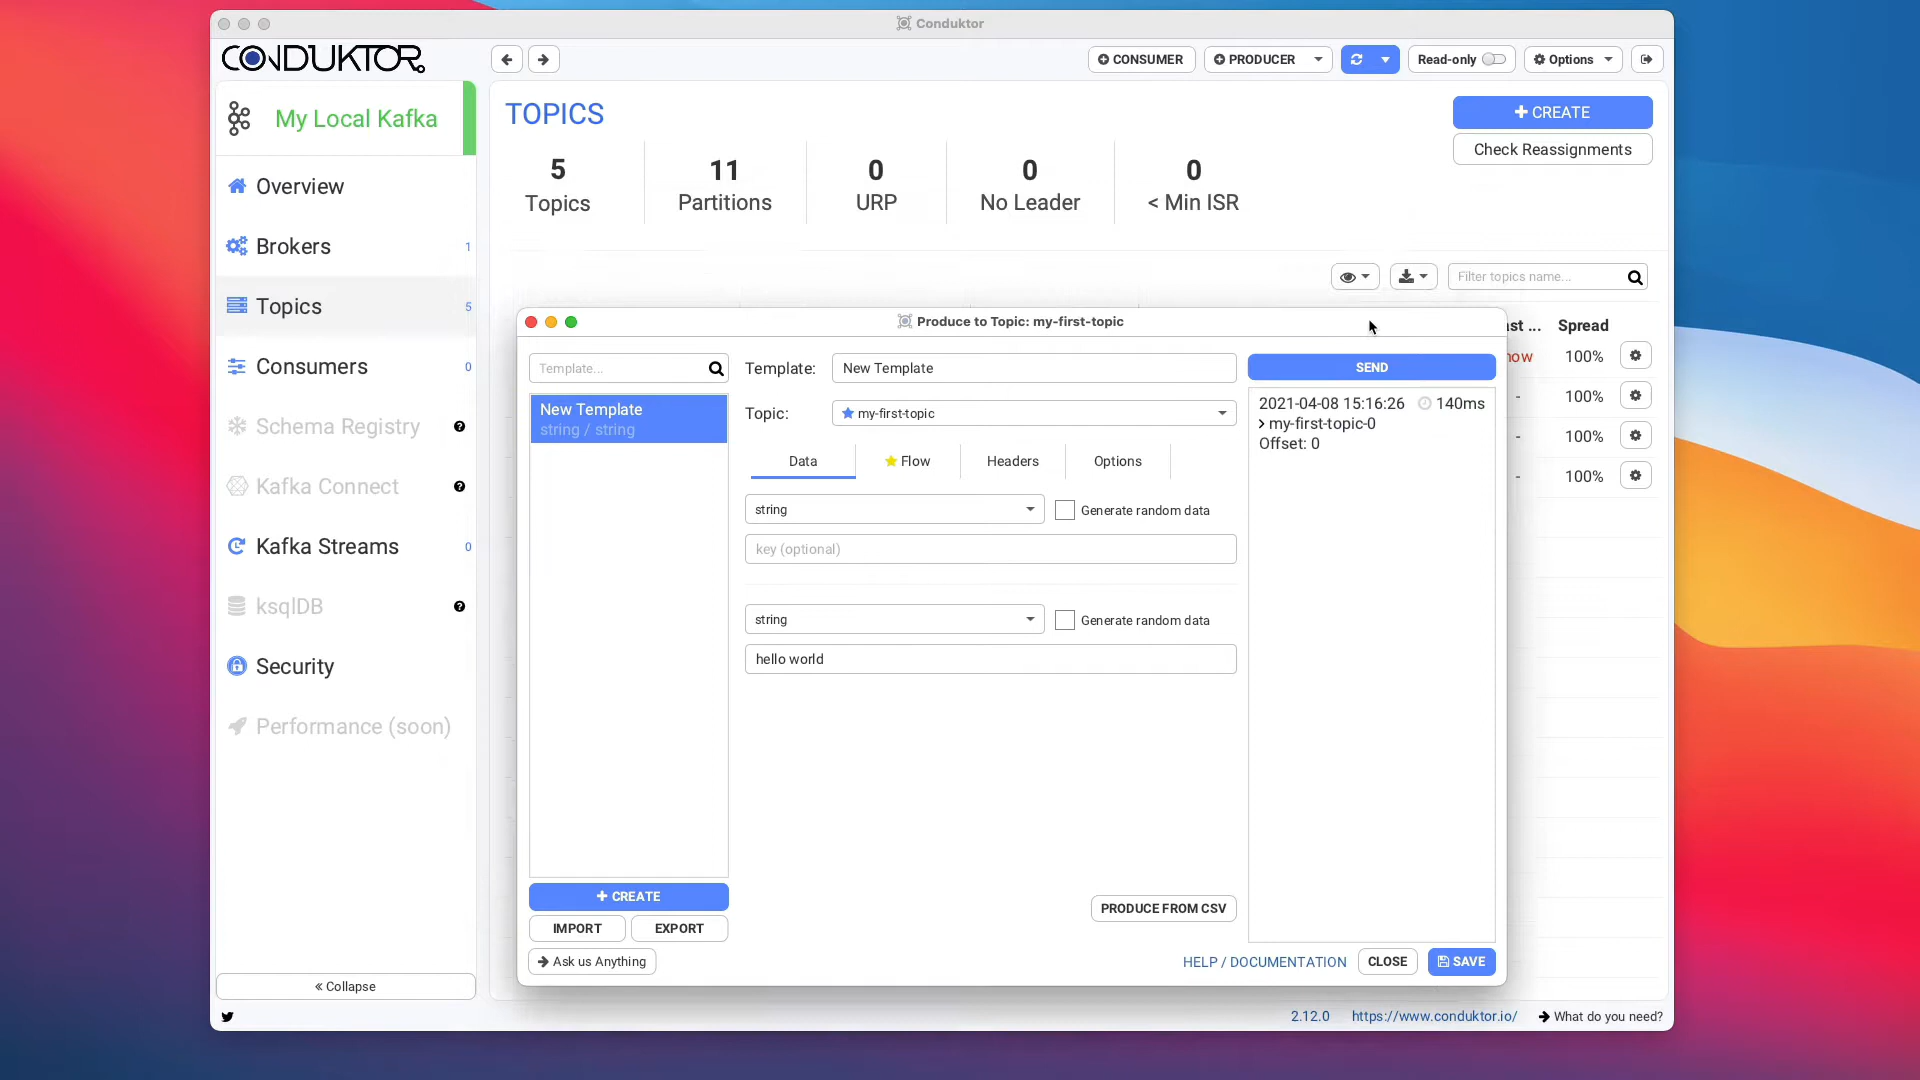 Conduktor
CONDUKTOR
CONSUMER
PRODUCER
Read-only
Options
My Local Kafka
Overview
Brokers 1
Topics 5
Consumers 0
Schema Registry
Kafka Connect
Kafka Streams 0
ksqlDB
Security
Performance (soon)
« Collapse
TOPICS
5 11 0 0 0
Topics Partitions URP No Leader < Min ISR
+ CREATE
Check Reassignments
Filter topics name...
Spread
100%
-
100%
-
100%
-
100%
Produce to Topic: my-first-topic
Template...
New Template
string / string
+ CREATE
IMPORT EXPORT
Ask us Anything
Template: New Template
Topic: my-first-topic
Data Flow Headers Options
string Generate random data
key (optional)
string Generate random data
hello world
PRODUCE FROM CSV
SEND
2021-04-08 15:16:26 140ms
> my-first-topic-0
Offset: 0
HELP / DOCUMENTATION CLOSE SAVE
2.12.0 https://www.conduktor.io/ What do you need?